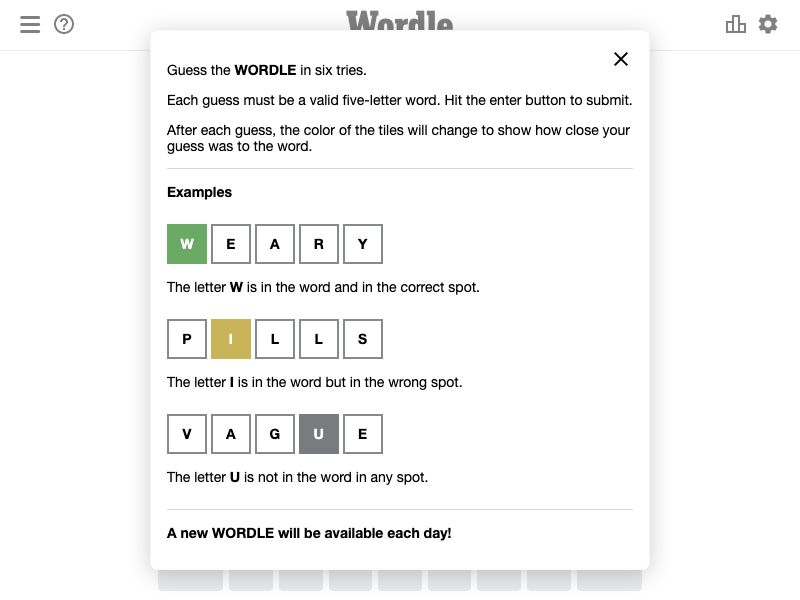 Wordle
Guess the WORDLE in six tries.
Each guess must be a valid five-letter word. Hit the enter button to submit.
After each guess, the color of the tiles will change to show how close your
guess was to the word.
Examples
W E A R Y
The letter W is in the word and in the correct spot.
P I L L S
The letter I is in the word but in the wrong spot.
V A G U E
The letter U is not in the word in any spot.
A new WORDLE will be available each day!